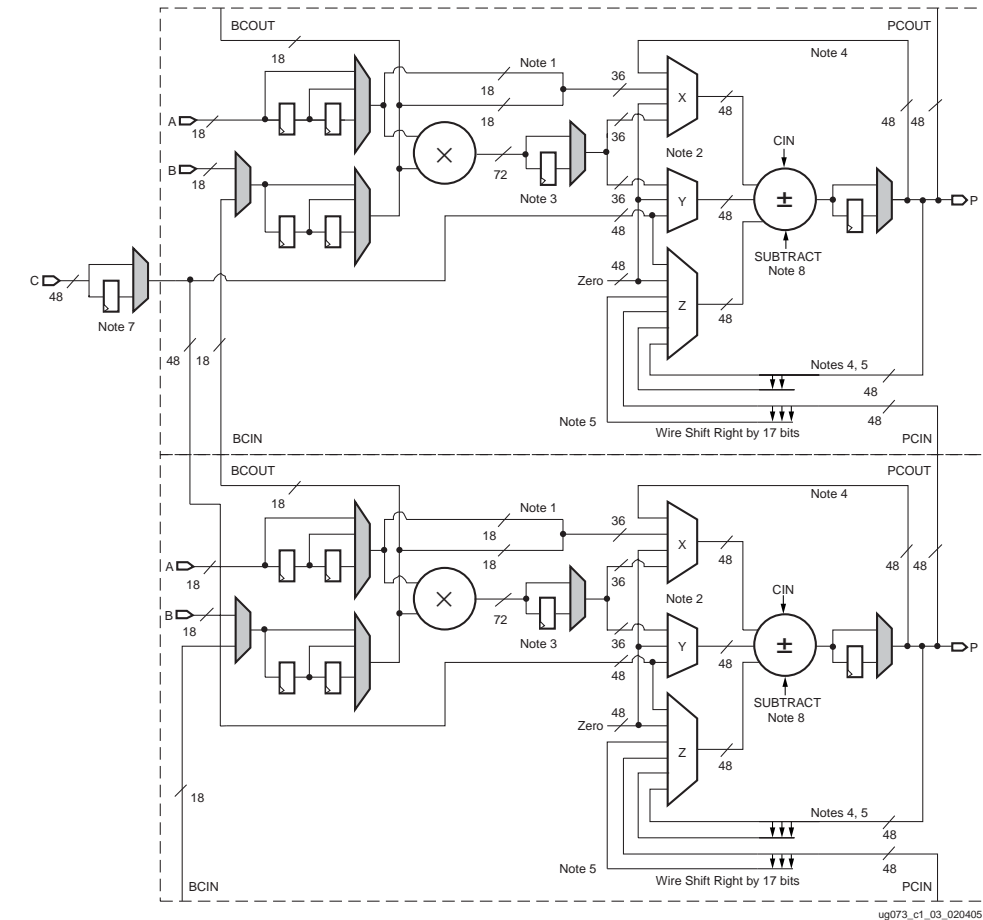 BCOUT
PCOUT
18
Note 1
Note 4
18
36
X
48
A
18
18
48
48
36
CIN
B
18
×
72
Note 2
Note 3
36
Y
48
±
P
48
SUBTRACT
Note 8
C
48
Zero
48
Z
48
Note 7
48
18
Notes 4, 5
48
Note 5
48
BCIN
Wire Shift Right by 17 bits
PCIN
BCOUT
PCOUT
18
Note 1
Note 4
18
36
X
48
A
18
18
48
48
36
CIN
B
18
×
72
Note 2
Note 3
36
Y
48
±
P
48
SUBTRACT
Note 8
Zero
48
Z
48
18
Notes 4, 5
48
Note 5
48
BCIN
Wire Shift Right by 17 bits
PCIN
ug073_c1_03_020405